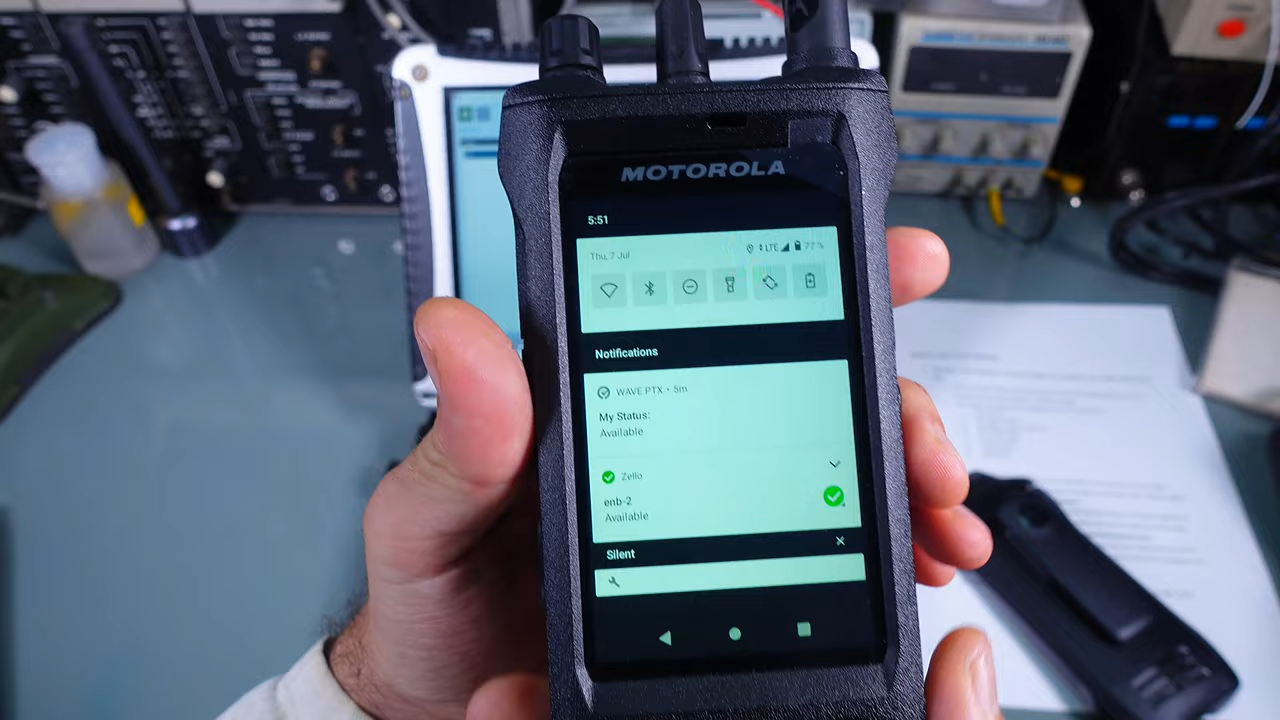 MOTOROLA
5:51
Thu, 7 Jul
LTE 77%
Notifications
WAVE PTX • 5m
My Status:
Available
Zello
enb-2
Available
Silent